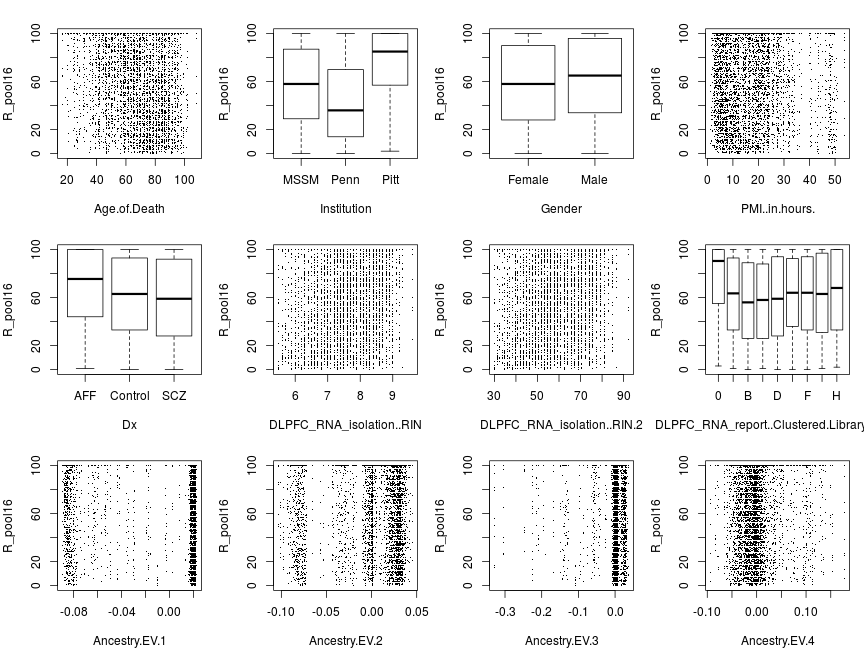 R_pool16
0 20 60 100
20 40 60 80 100
Age.of.Death
R_pool16
0 20 60 100
MSSM Penn Pitt
Institution
R_pool16
0 20 60 100
Female Male
Gender
R_pool16
0 20 60 100
0 10 20 30 40 50
PMI..in.hours.
R_pool16
0 20 60 100
AFF Control SCZ
Dx
R_pool16
0 20 60 100
6 7 8 9
DLPFC_RNA_isolation..RIN
R_pool16
0 20 60 100
30 50 70 90
DLPFC_RNA_isolation..RIN.2
R_pool16
0 20 60 100
0 B D F H
DLPFC_RNA_report..Clustered.Library
R_pool16
0 20 60 100
-0.08 -0.04 0.00
Ancestry.EV.1
R_pool16
0 20 60 100
-0.10 -0.05 0.00 0.05
Ancestry.EV.2
R_pool16
0 20 60 100
-0.3 -0.2 -0.1 0.0
Ancestry.EV.3
R_pool16
0 20 60 100
-0.10 0.00 0.10
Ancestry.EV.4